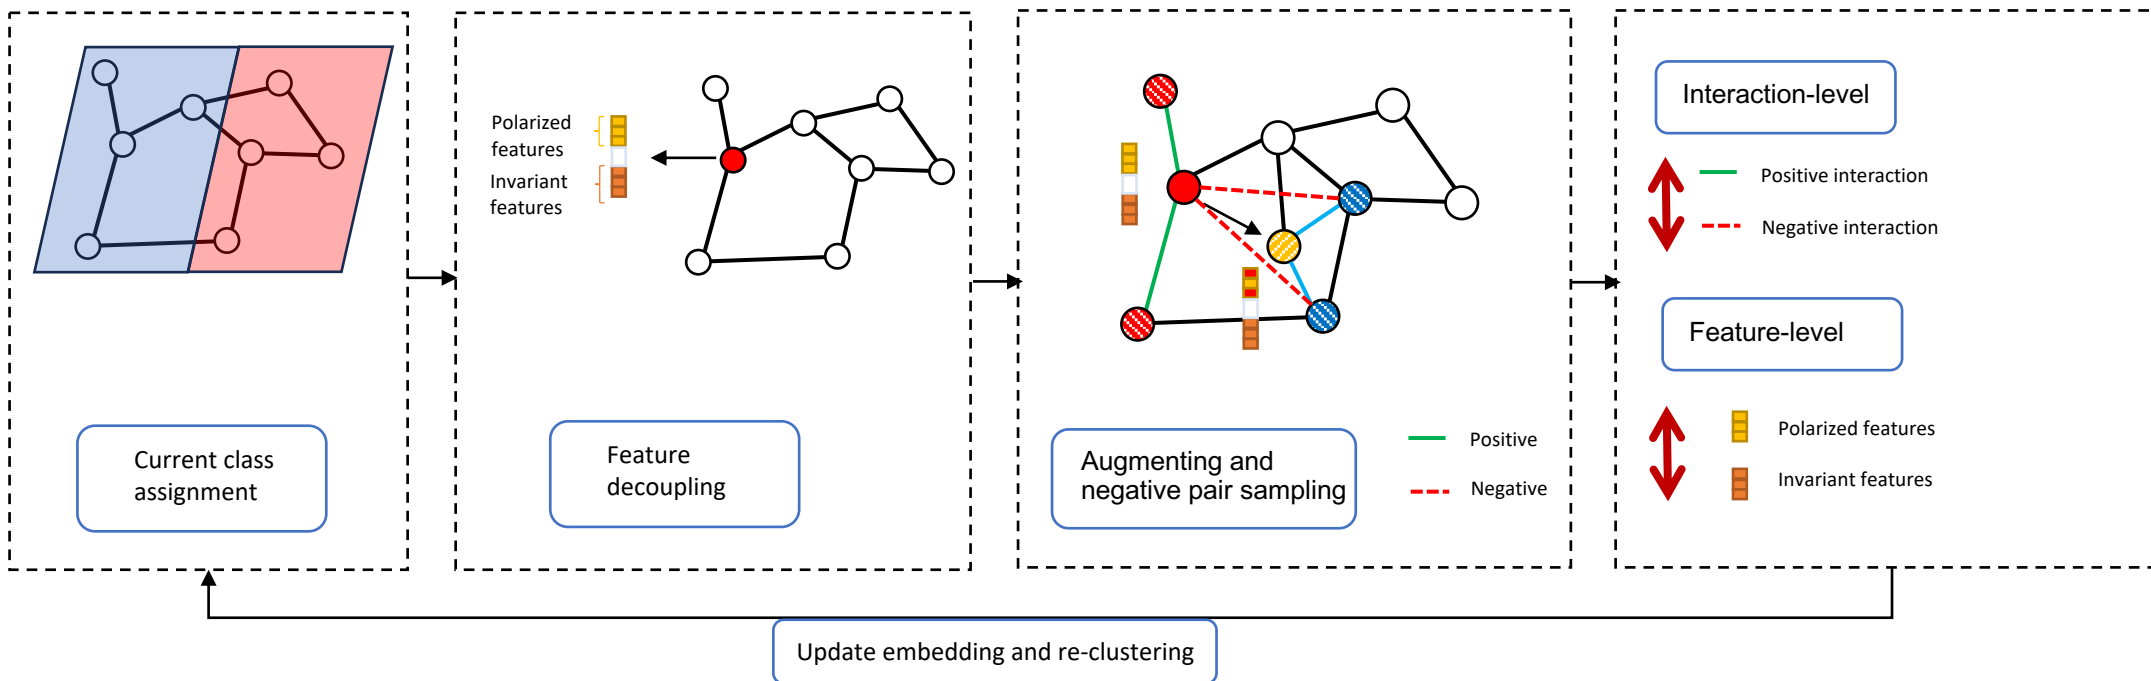 Current class
assignment
Polarized
features
Invariant
features
Feature
decoupling
Augmenting and
negative pair sampling
Positive
Negative
Interaction-level
Positive interaction
Negative interaction
Feature-level
Polarized features
Invariant features
Update embedding and re-clustering